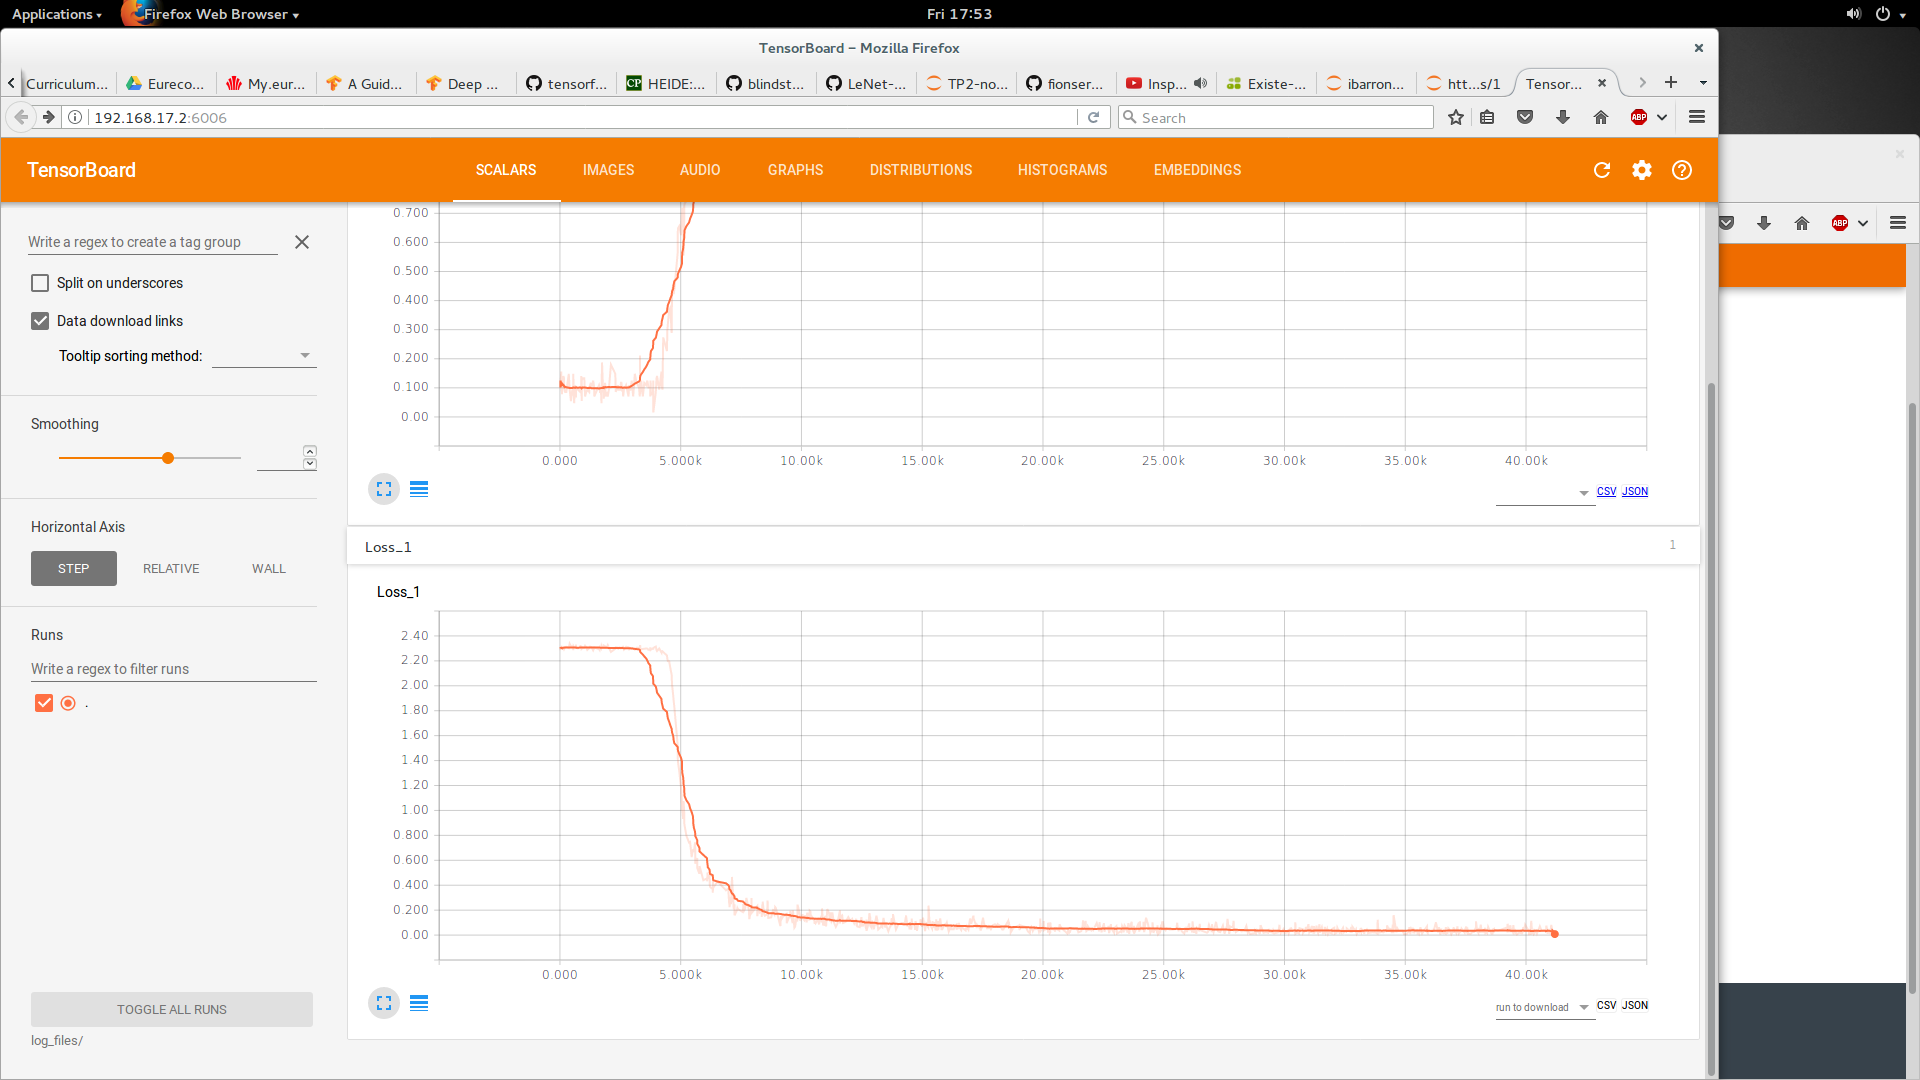 Applications
Firefox Web Browser
Fri 17:53
TensorBoard – Mozilla Firefox
Curriculum...
Eureco...
My.eur...
A Guid...
Deep ...
tensorf...
CP
HEIDE:...
blindst...
LeNet-...
TP2-no...
fionser...
Insp...
Existe-...
ibarron...
htt...s/1
Tensor...
192.168.17.2:6006
Search
ABP
ABP
TensorBoard
SCALARS
IMAGES
AUDIO
GRAPHS
DISTRIBUTIONS
HISTOGRAMS
EMBEDDINGS
Write a regex to create a tag group
Split on underscores
Data download links
Tooltip sorting method:
Smoothing
Horizontal Axis
STEP
RELATIVE
WALL
Runs
Write a regex to filter runs
.
TOGGLE ALL RUNS
log_files/
0.700
0.600
0.500
0.400
0.300
0.200
0.100
0.00
0.000
5.000k
10.00k
15.00k
20.00k
25.00k
30.00k
35.00k
40.00k
CSV
JSON
Loss_1
1
Loss_1
2.40
2.20
2.00
1.80
1.60
1.40
1.20
1.00
0.800
0.600
0.400
0.200
0.00
0.000
5.000k
10.00k
15.00k
20.00k
25.00k
30.00k
35.00k
40.00k
run to download
CSV
JSON